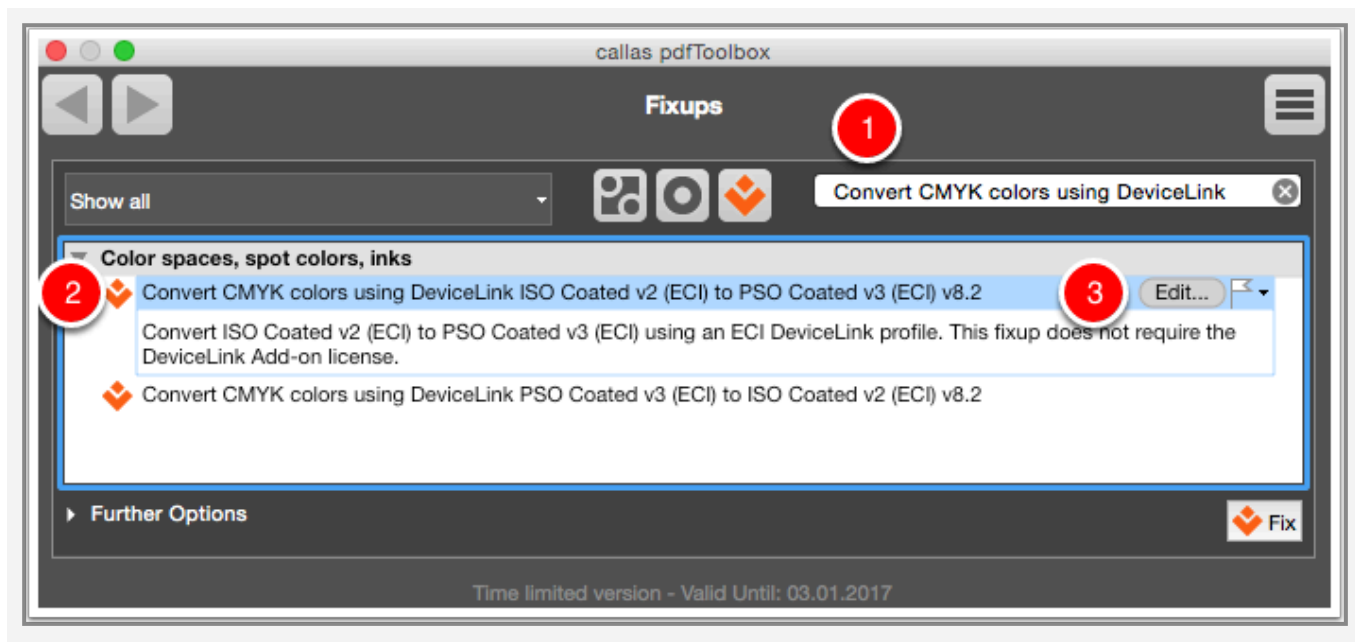 callas pdfToolbox
Fixups
1
Show all
Convert CMYK colors using DeviceLink
Color spaces, spot colors, inks
2
Convert CMYK colors using DeviceLink ISO Coated v2 (ECI) to PSO Coated v3 (ECI) v8.2
3
Edit...
Convert ISO Coated v2 (ECI) to PSO Coated v3 (ECI) using an ECI DeviceLink profile. This fixup does not require the
DeviceLink Add-on license.
Convert CMYK colors using DeviceLink PSO Coated v3 (ECI) to ISO Coated v2 (ECI) v8.2
Further Options
Fix
Time limited version - Valid Until: 03.01.2017